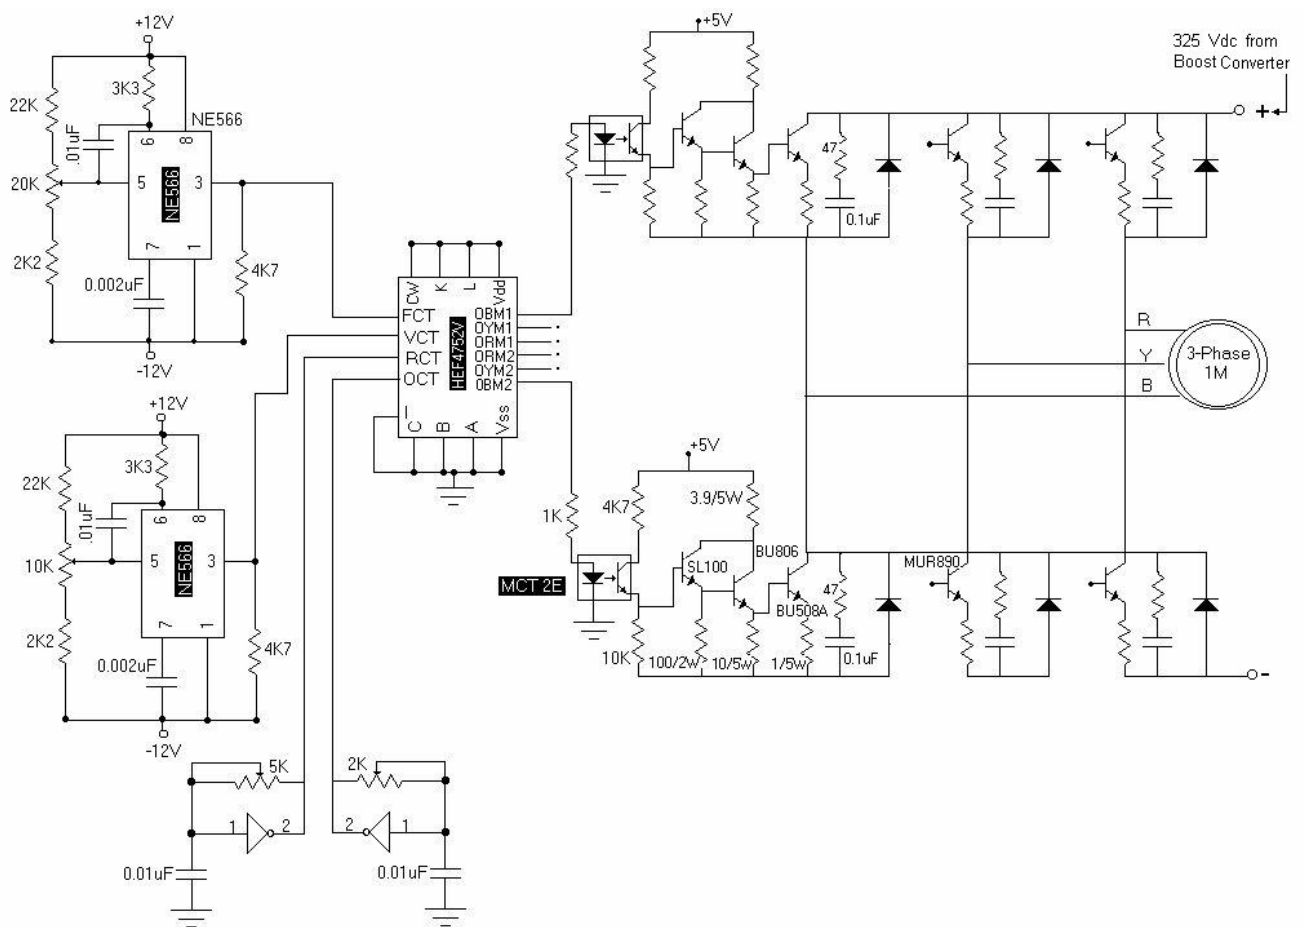 +12V
3K3
22K
.01uF
NE566
6
8
20K
5
NE566
3
7
1
2K2
0.002uF
4K7
-12V
+12V
3K3
22K
.01uF
6
8
10K
5
NE566
3
7
1
2K2
0.002uF
4K7
-12V
CW
K
L
Vdd
FCT
VCT
RCT
OCT
HEF4752V
OBM1
OYM1
ORM1
ORM2
OYM2
OBM2
I
C
B
A
Vss
5K
1
2
0.01uF
2K
2
1
0.01uF
+5V
47
0.1uF
325 Vdc from
Boost Converter
+
R
Y
B
3-Phase
1M
+5V
1K
4K7
3.9/5W
MCT 2E
SL100
BU806
BU508A
MUR890
47
0.1uF
10K
100/2W
10/5W
1/5W
-